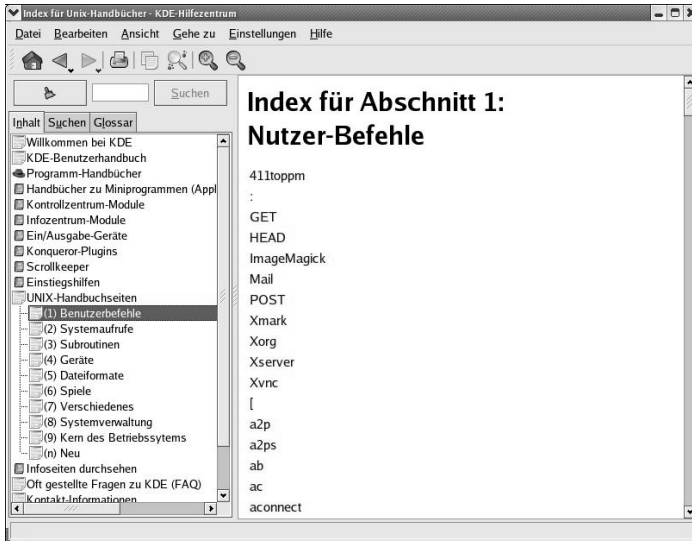 Index für Unix-Handbücher - KDE-Hilfezentrum
Datei Bearbeiten Ansicht Gehe zu Einstellungen Hilfe
Suchen
Inhalt Suchen Glossar
Willkommen bei KDE
KDE-Benutzerhandbuch
Programm-Handbücher
Handbücher zu Miniprogrammen (Appl
Kontrollzentrum-Module
Infozentrum-Module
Ein/Ausgabe-Geräte
Konqueror-Plugins
Scrollkeeper
Einstiegshilfen
UNIX-Handbuchseiten
(1) Benutzerbefehle
(2) Systemaufrufe
(3) Subroutinen
(4) Geräte
(5) Dateiformate
(6) Spiele
(7) Verschiedenes
(8) Systemverwaltung
(9) Kern des Betriebssytems
(n) Neu
Infoseiten durchsehen
Oft gestellte Fragen zu KDE (FAQ)
Kontakt-Informationen
Index für Abschnitt 1:
Nutzer-Befehle
411toppm
:
GET
HEAD
ImageMagick
Mail
POST
Xmark
Xorg
Xserver
Xvnc
[
a2p
a2ps
ab
ac
aconnect